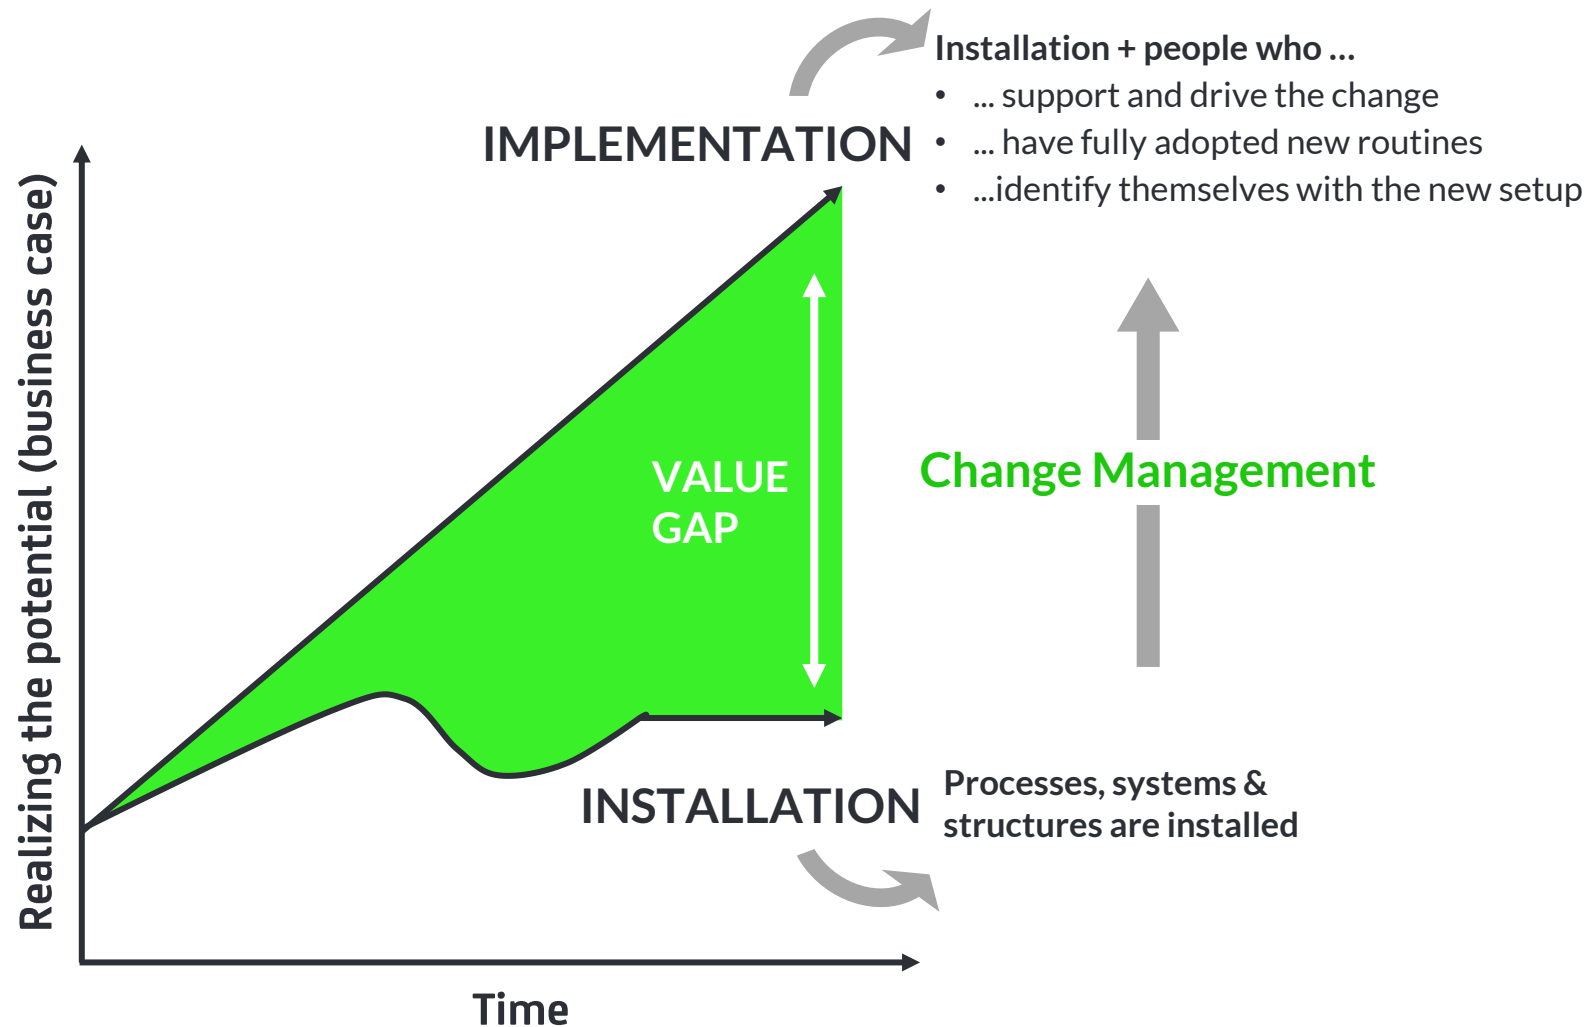 Installation + people who ...
• ... support and drive the change
IMPLEMENTATION
• ... have fully adopted new routines
• ...identify themselves with the new setup
Realizing the potential (business case)
VALUE
GAP
Change Management
INSTALLATION
Processes, systems &
structures are installed
Time